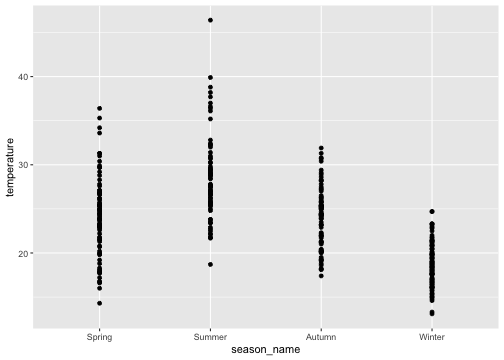 40
30
20
temperature
Spring
Summer
Autumn
Winter
season_name